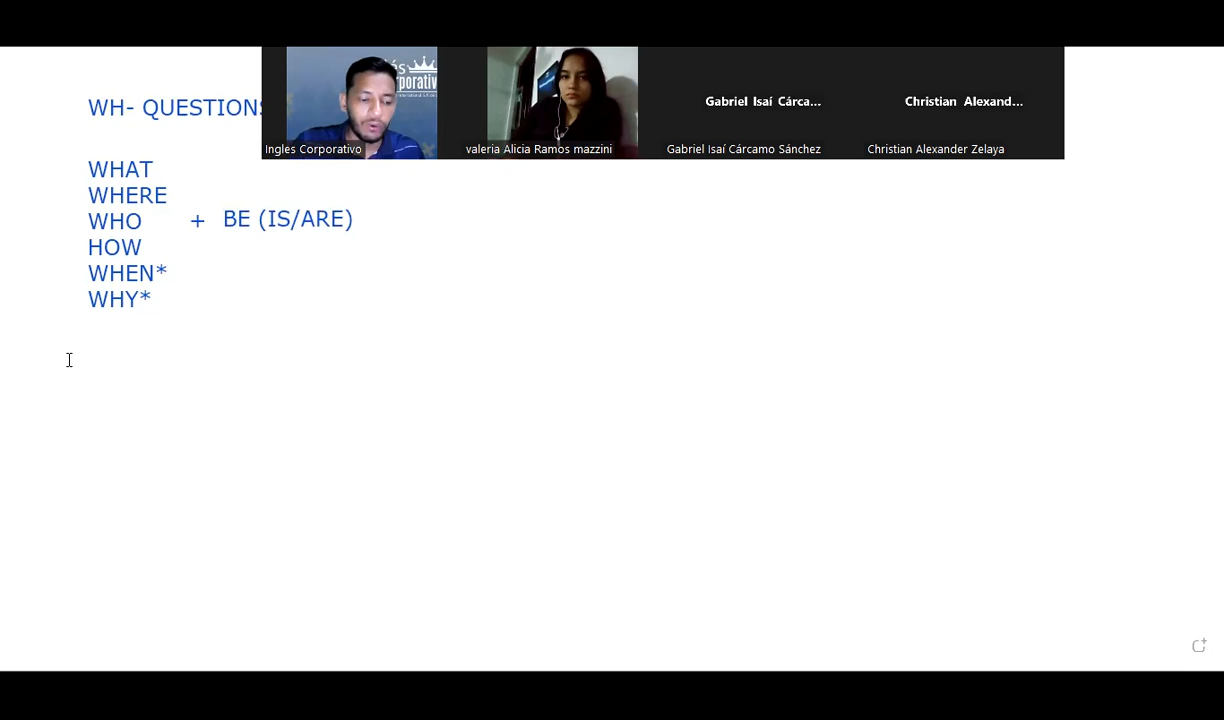 WH- QUESTIONS
WHAT
WHERE
WHO
HOW
WHEN*
WHY*
+ BE (IS/ARE)
Ingles Corporativo
valeria Alicia Ramos mazzini
Gabriel Isaí Cárca...
Gabriel Isaí Cárcamo Sánchez
Christian Alexand...
Christian Alexander Zelaya